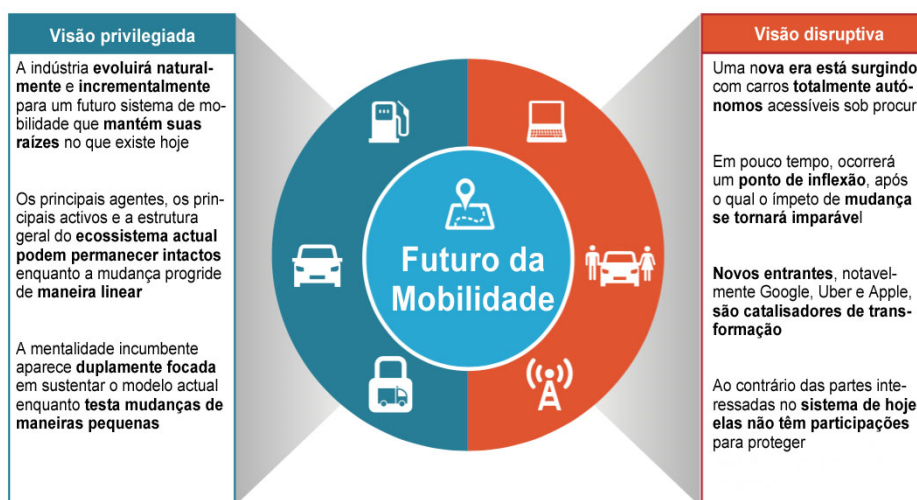 Visão privilegiada
A indústria evoluirá natural-
mente e incrementalmente
para um futuro sistema de mo-
bilidade que mantém suas
raízes no que existe hoje
Os principais agentes, os prin-
cipais activos e a estrutura
geral do ecossistema actual
podem permanecer intactos
enquanto a mudança progride
de maneira linear
A mentalidade incumbente
aparece duplamente focada
em sustentar o modelo actual
enquanto testa mudanças de
maneiras pequenas
Futuro da
Mobilidade
Visão disruptiva
Uma nova era está surgindo
com carros totalmente autó-
nomos acessíveis sob procur
Em pouco tempo, ocorrerá
um ponto de inflexão, após
o qual o ímpeto de mudança
se tornará imparável
Novos entrantes, notavel-
mente Google, Uber e Apple,
são catalisadores de trans-
formação
Ao contrário das partes inte-
ressadas no sistema de hoje
elas não têm participações
para proteger